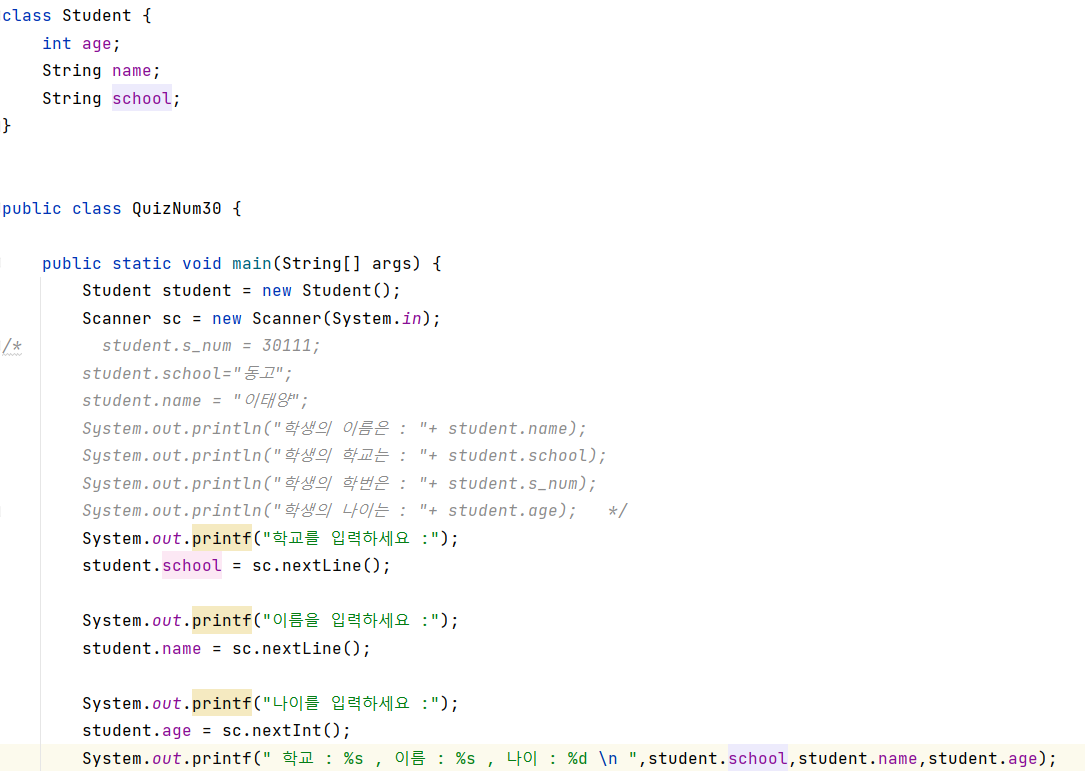 class Student {
    int age;
    String name;
    String school;
}
public class QuizNum30 {
    public static void main(String[] args) {
        Student student = new Student();
        Scanner sc = new Scanner(System.in);
/*        student.s_num = 30111;
        student.school="동고";
        student.name = "이태양";
        System.out.println("학생의 이름은 : "+ student.name);
        System.out.println("학생의 학교는 : "+ student.school);
        System.out.println("학생의 학번은 : "+ student.s_num);
        System.out.println("학생의 나이는 : "+ student.age);   */
        System.out.printf("학교를 입력하세요 :");
        student.school = sc.nextLine();
        System.out.printf("이름을 입력하세요 :");
        student.name = sc.nextLine();
        System.out.printf("나이를 입력하세요 :");
        student.age = sc.nextInt();
        System.out.printf(" 학교 : %s , 이름 : %s , 나이 : %d \n ",student.school,student.name,student.age);